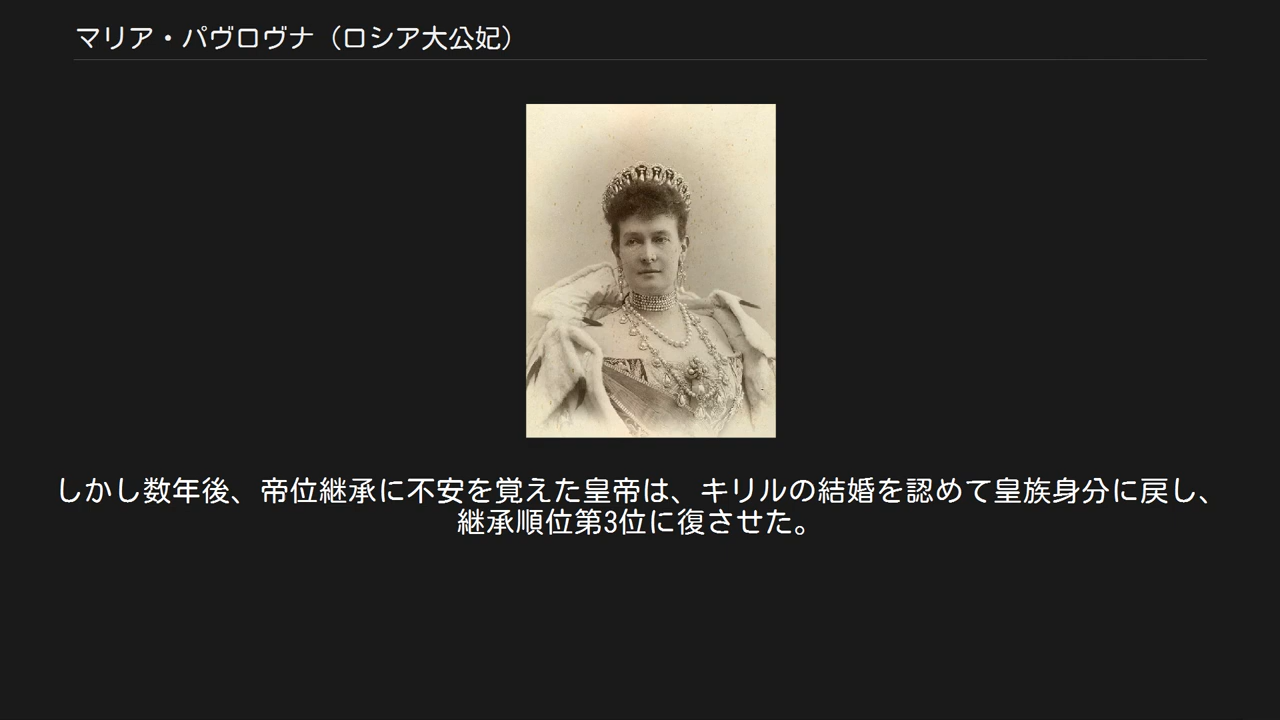 マリア・パヴロヴナ（ロシア大公妃）
しかし数年後、帝位継承に不安を覚えた皇帝は、キリルの結婚を認めて皇族身分に戻し、
継承順位第3位に復させた。